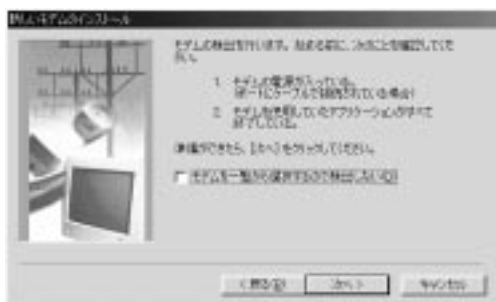 新しいモデムのインストール
モデムの検出を行います。始める前に、次のことを確認してくだ
さい。
1. モデムの電源が入っている。
(ポートにケーブルで接続されている場合)
2. モデムを使用しているアプリケーションがすべて
終了している。
準備ができたら、[次へ] をクリックしてください。
モデムを一覧から選択するので検出しない(D)
< 戻る(B)
次へ >
キャンセル